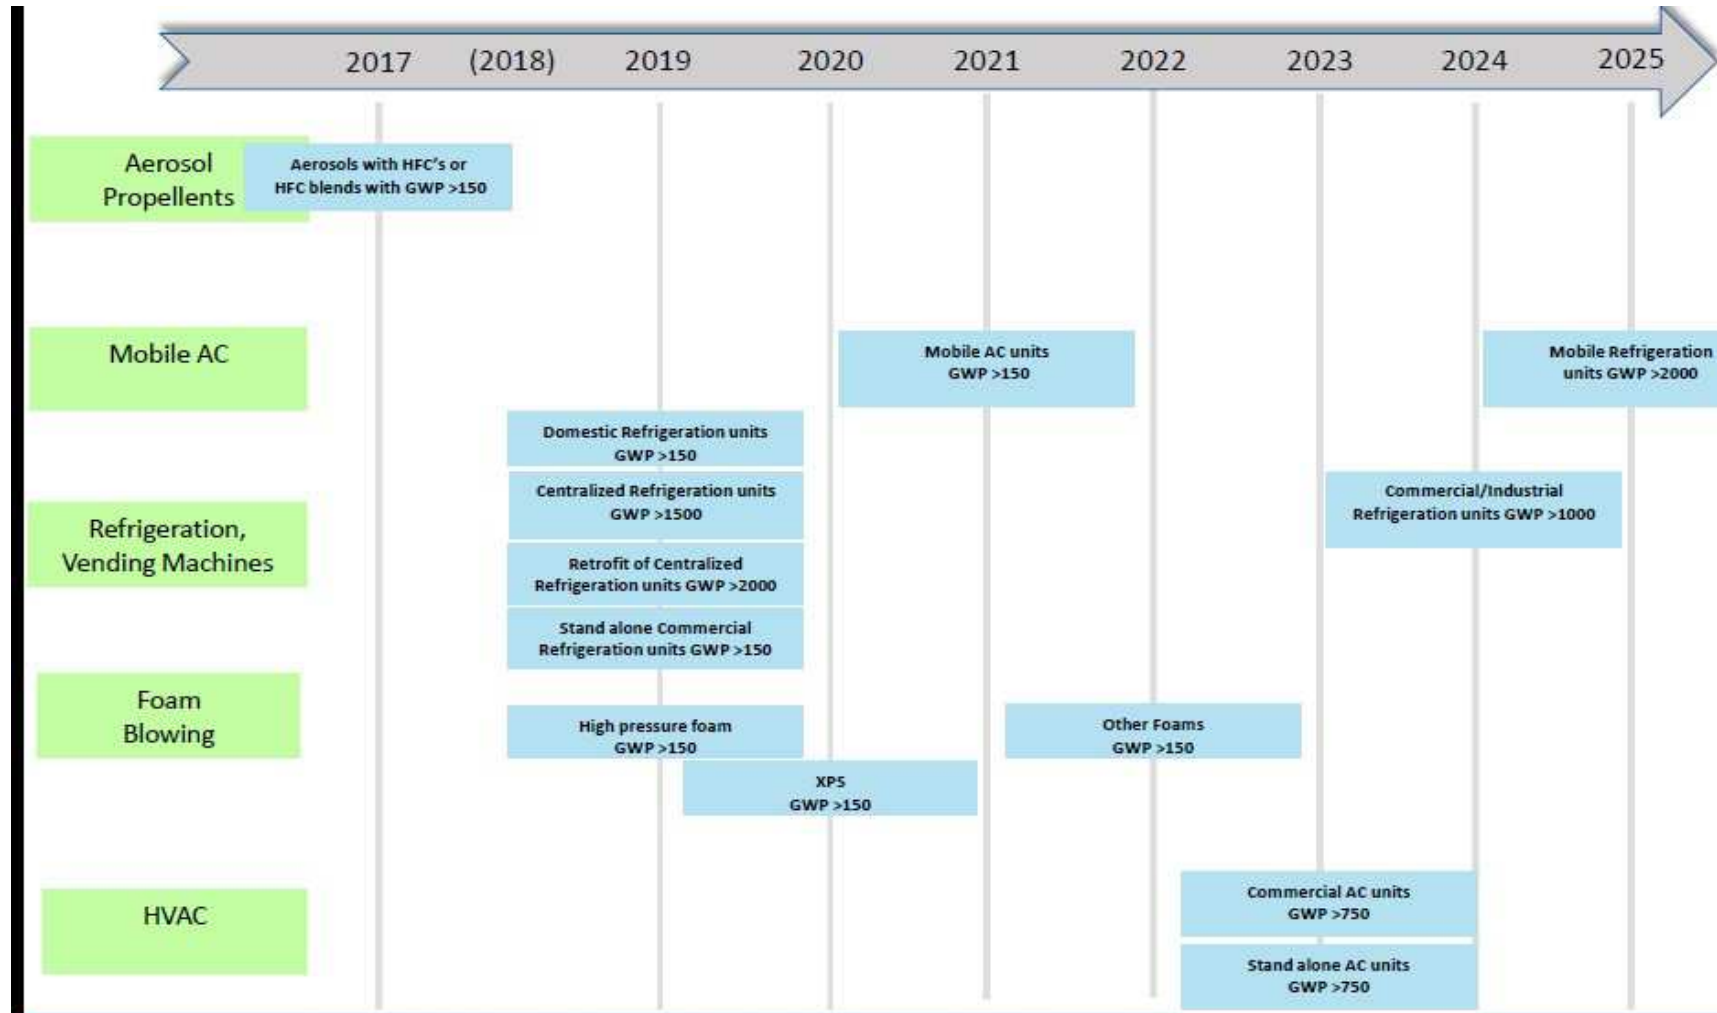 2017 (2018) 2019 2020 2021 2022 2023 2024 2025
Aerosol
Propellents
Aerosols with HFC's or
HFC blends with GWP >150
Mobile AC
Mobile AC units
GWP >150
Mobile Refrigeration
units GWP >2000
Refrigeration,
Vending Machines
Domestic Refrigeration units
GWP >150
Centralized Refrigeration units
GWP >1500
Retrofit of Centralized
Refrigeration units GWP >2000
Stand alone Commercial
Refrigeration units GWP >150
Commercial/Industrial
Refrigeration units GWP >1000
Foam
Blowing
High pressure foam
GWP >150
XPS
GWP >150
Other Foams
GWP >150
HVAC
Commercial AC units
GWP >750
Stand alone AC units
GWP >750